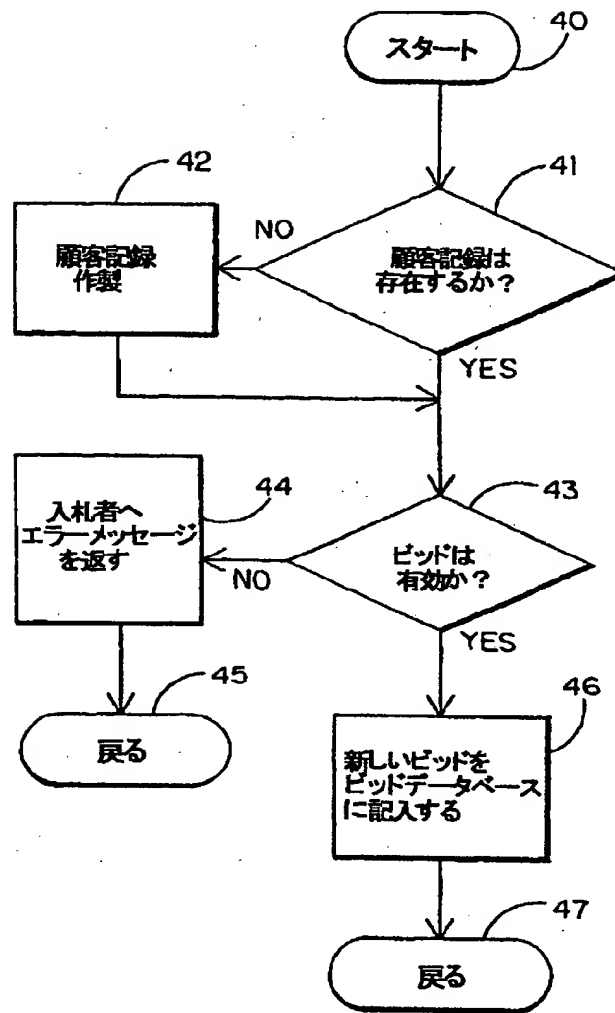 スタート
40
41
顧客記録は
存在するか？
NO
YES
42
顧客記録
作製
43
ビッドは
有効か？
NO
YES
44
入札者へ
エラーメッセージ
を返す
45
戻る
46
新しいビッドを
ビッドデータベース
に記入する
47
戻る